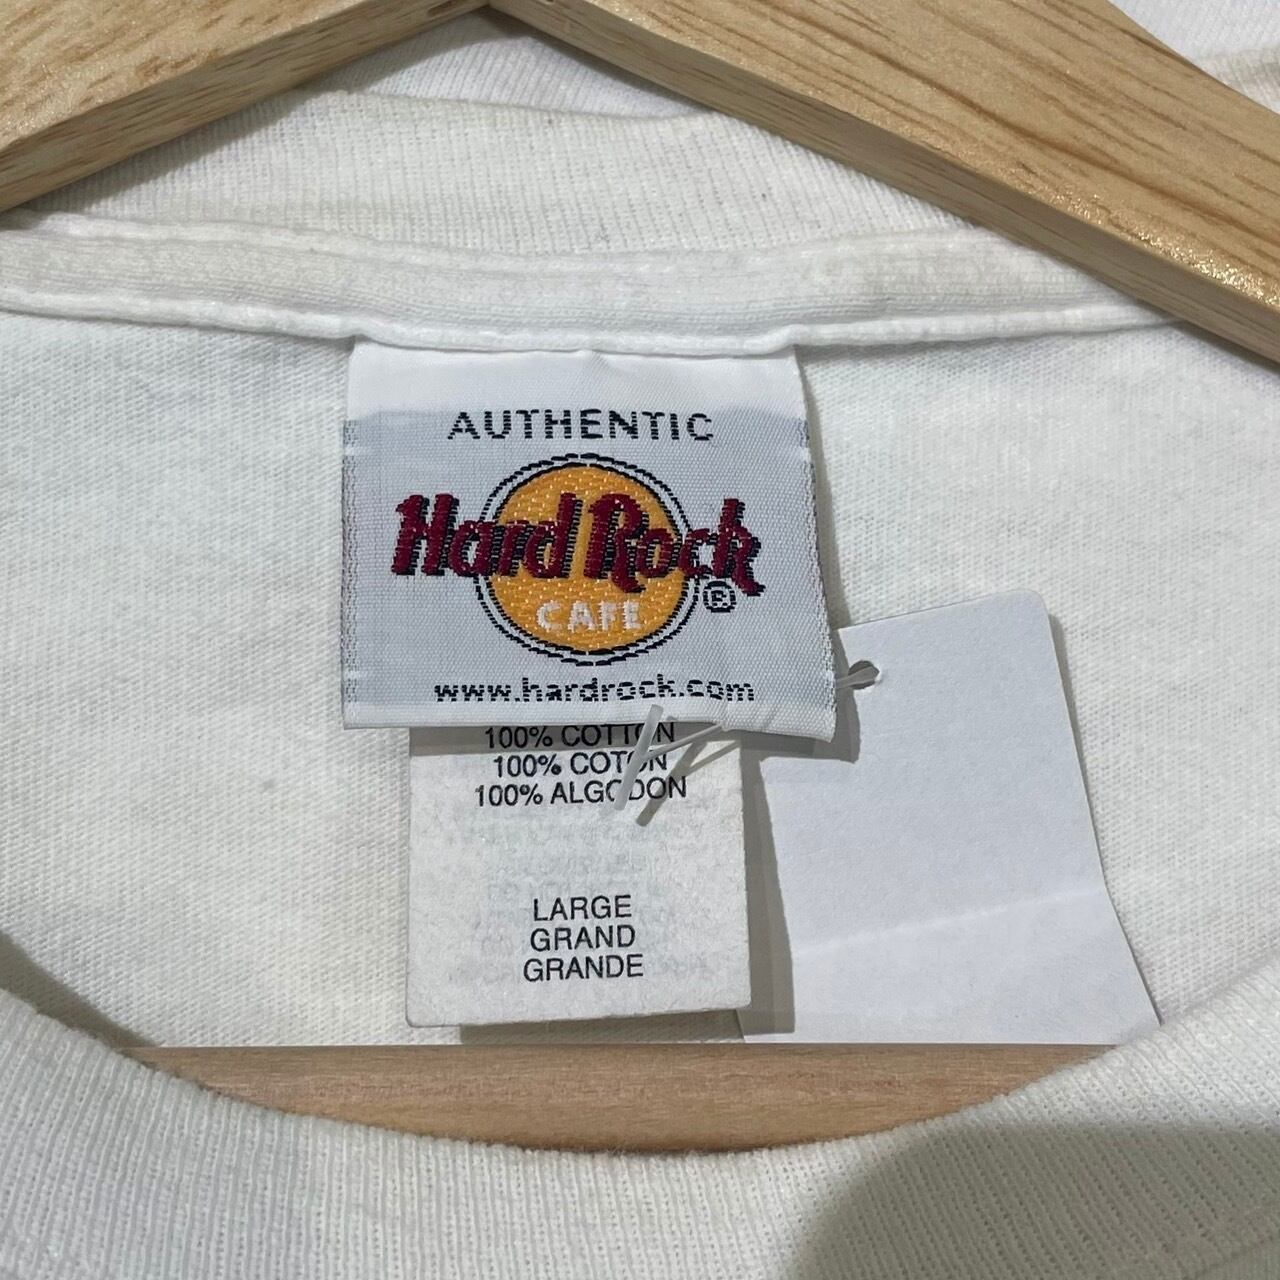 AUTHENTIC
Hard Rock
CAFE
®
www.hardrock.com
100% COTTON
100% COTON
100% ALGODON
LARGE
GRAND
GRANDE